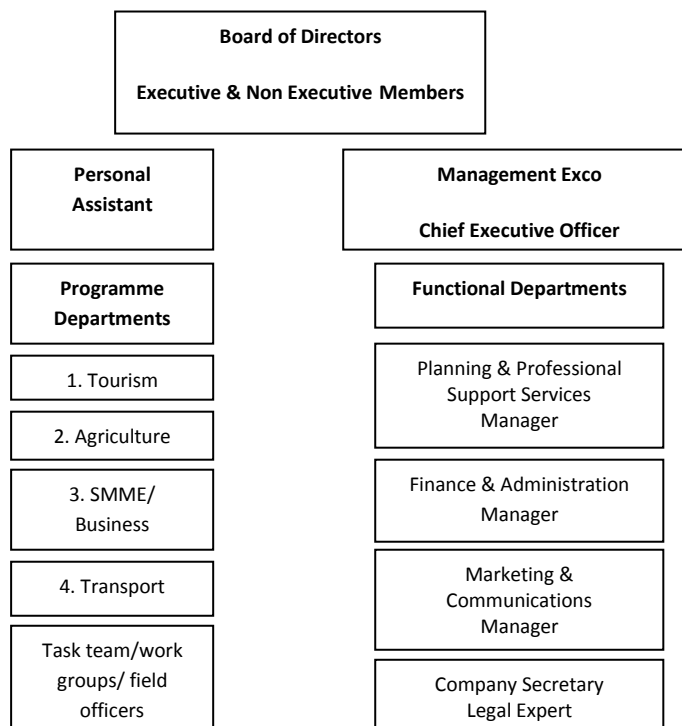 Board of Directors
Executive & Non Executive Members
Personal
Assistant
Management Exco
Chief Executive Officer
Programme
Departments
Functional Departments
1. Tourism
2. Agriculture
3. SMME/
Business
4. Transport
Task team/work
groups/ field
officers
Planning & Professional
Support Services
Manager
Finance & Administration
Manager
Marketing &
Communications
Manager
Company Secretary
Legal Expert